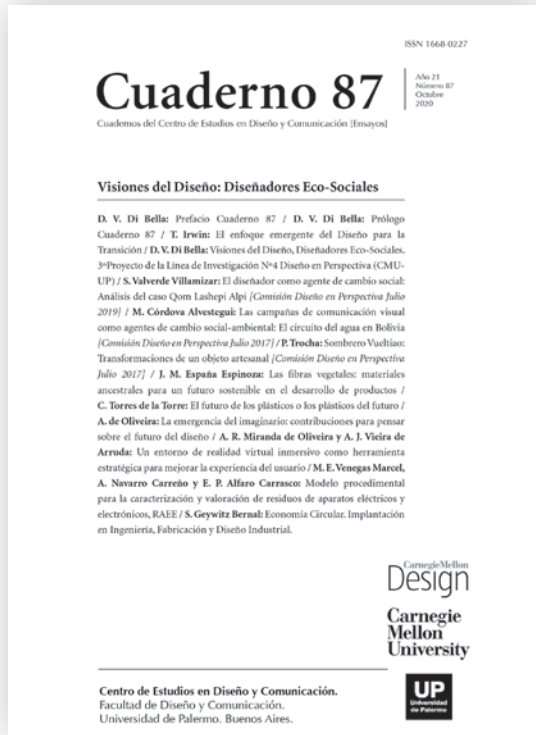 ISSN 1668-0227
Cuaderno 87
Año 21
Número 87
Octubre
2020
Cuadernos del Centro de Estudios en Diseño y Comunicación [Ensayos]
Visiones del Diseño: Diseñadores Eco-Sociales
D. V. Di Bella: Prefacio Cuaderno 87 / D. V. Di Bella: Prólogo
Cuaderno 87 / T. Irwin: El enfoque emergente del Diseño para la
Transición / D. V. Di Bella: Visiones del Diseño, Diseñadores Eco-Sociales.
3ºProyecto de la Línea de Investigación Nº4 Diseño en Perspectiva (CMU-
UP) / S. Valverde Villamizar: El diseñador como agente de cambio social:
Análisis del caso Qom Lashepi Alpi [Comisión Diseño en Perspectiva Julio
2019] / M. Córdova Alvestegui: Las campañas de comunicación visual
como agentes de cambio social-ambiental: El circuito del agua en Bolivia
[Comisión Diseño en Perspectiva Julio 2017] / P. Trocha: Sombrero Vueltiao:
Transformaciones de un objeto artesanal [Comisión Diseño en Perspectiva
Julio 2017] / J. M. España Espinoza: Las fibras vegetales: materiales
ancestrales para un futuro sostenible en el desarrollo de productos /
C. Torres de la Torre: El futuro de los plásticos o los plásticos del futuro /
A. de Oliveira: La emergencia del imaginario: contribuciones para pensar
sobre el futuro del diseño / A. R. Miranda de Oliveira y A. J. Vieira de
Arruda: Un entorno de realidad virtual inmersivo como herramienta
estratégica para mejorar la experiencia del usuario / M. E. Venegas Marcel,
A. Navarro Carreño y E. P. Alfaro Carrasco: Modelo procedimental
para la caracterización y valoración de residuos de aparatos eléctricos y
electrónicos, RAEE / S. Geywitz Bernal: Economía Circular. Implantación
en Ingeniería, Fabricación y Diseño Industrial.
CarnegieMellon
Design
Carnegie
Mellon
University
Centro de Estudios en Diseño y Comunicación.
Facultad de Diseño y Comunicación.
Universidad de Palermo. Buenos Aires.
UP
Universidad
de Palermo